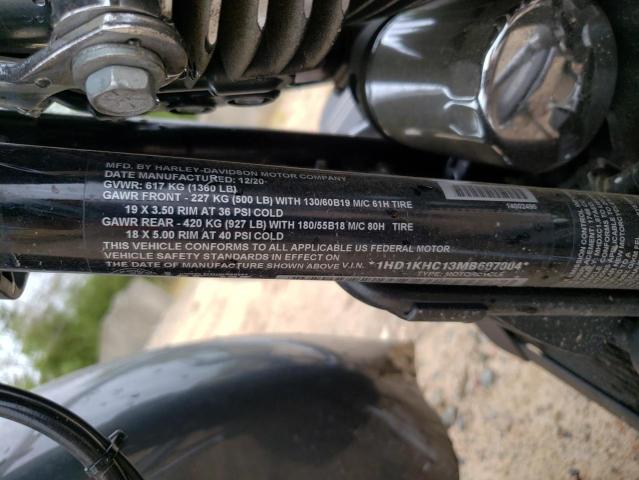 MFD. BY HARLEY-DAVIDSON MOTOR COMPANY
DATE MANUFACTURED: 12/20
GVWR: 617 KG (1360 LB)
GAWR FRONT - 227 KG (500 LB) WITH 130/60B19 M/C 61H TIRE
19 X 3.50 RIM AT 36 PSI COLD
GAWR REAR - 420 KG (927 LB) WITH 180/55B18 M/C 80H TIRE
18 X 5.00 RIM AT 40 PSI COLD
THIS VEHICLE CONFORMS TO ALL APPLICABLE US FEDERAL MOTOR
VEHICLE SAFETY STANDARDS IN EFFECT ON
THE DATE OF MANUFACTURE SHOWN ABOVE V.I.N. *1HD1KHC13MB607004*
TYPE: MOTORCYCLE